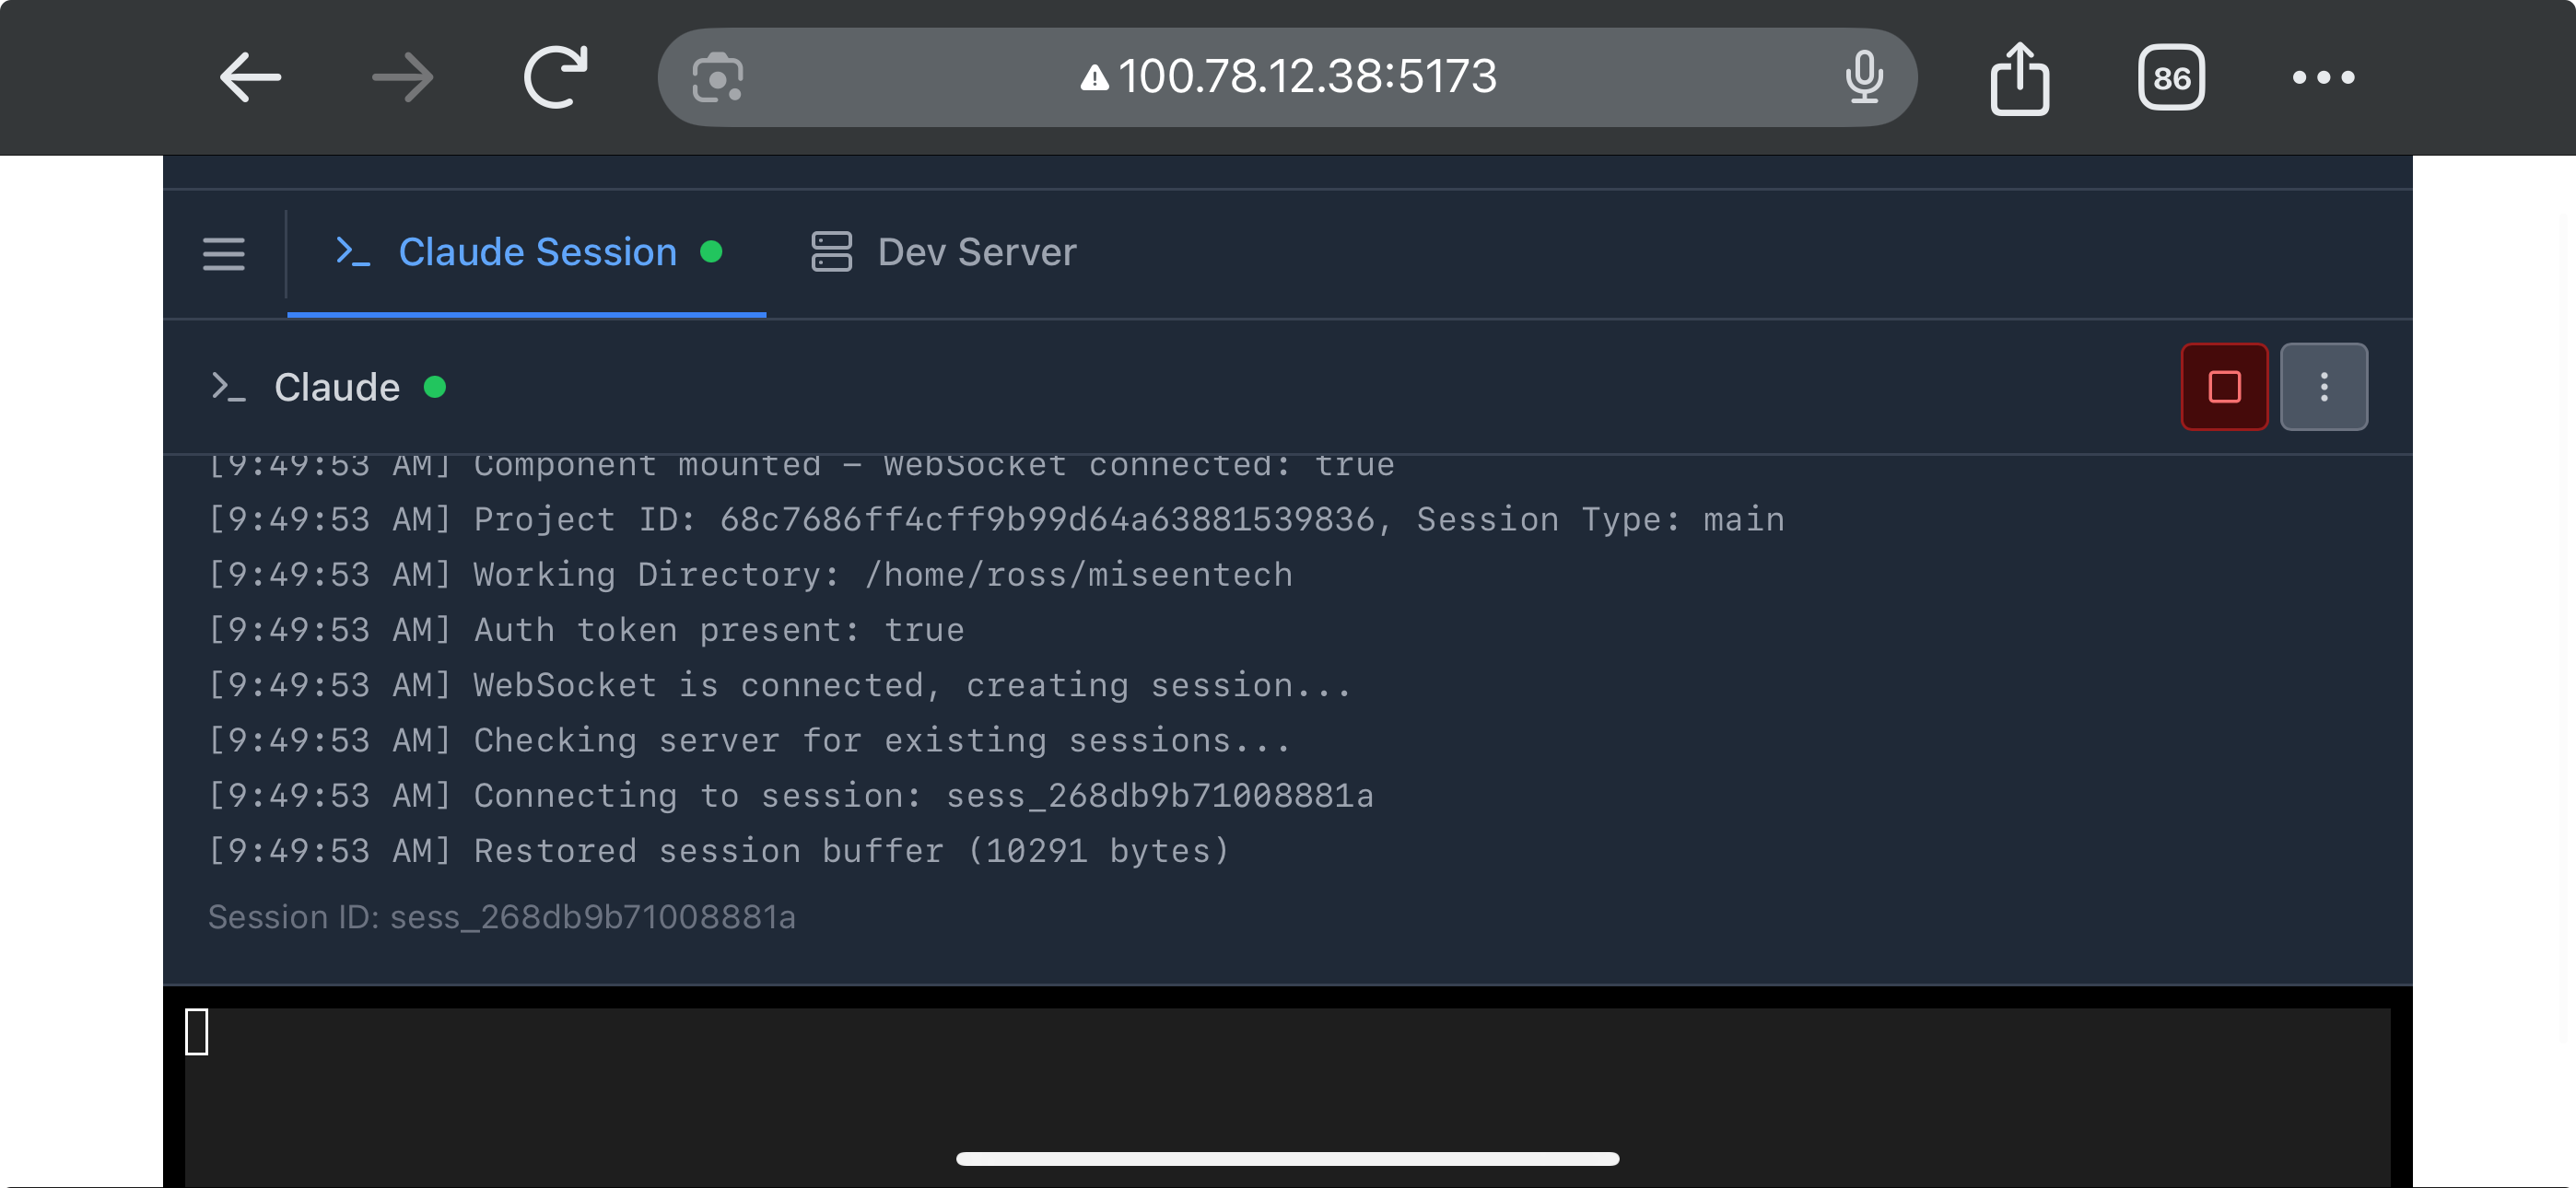 100.78.12.38:5173
86
Claude Session
Dev Server
Claude
[9:49:53 AM] Component mounted – WebSocket connected: true
[9:49:53 AM] Project ID: 68c7686ff4cff9b99d64a63881539836, Session Type: main
[9:49:53 AM] Working Directory: /home/ross/miseentech
[9:49:53 AM] Auth token present: true
[9:49:53 AM] WebSocket is connected, creating session...
[9:49:53 AM] Checking server for existing sessions...
[9:49:53 AM] Connecting to session: sess_268db9b71008881a
[9:49:53 AM] Restored session buffer (10291 bytes)
Session ID: sess_268db9b71008881a